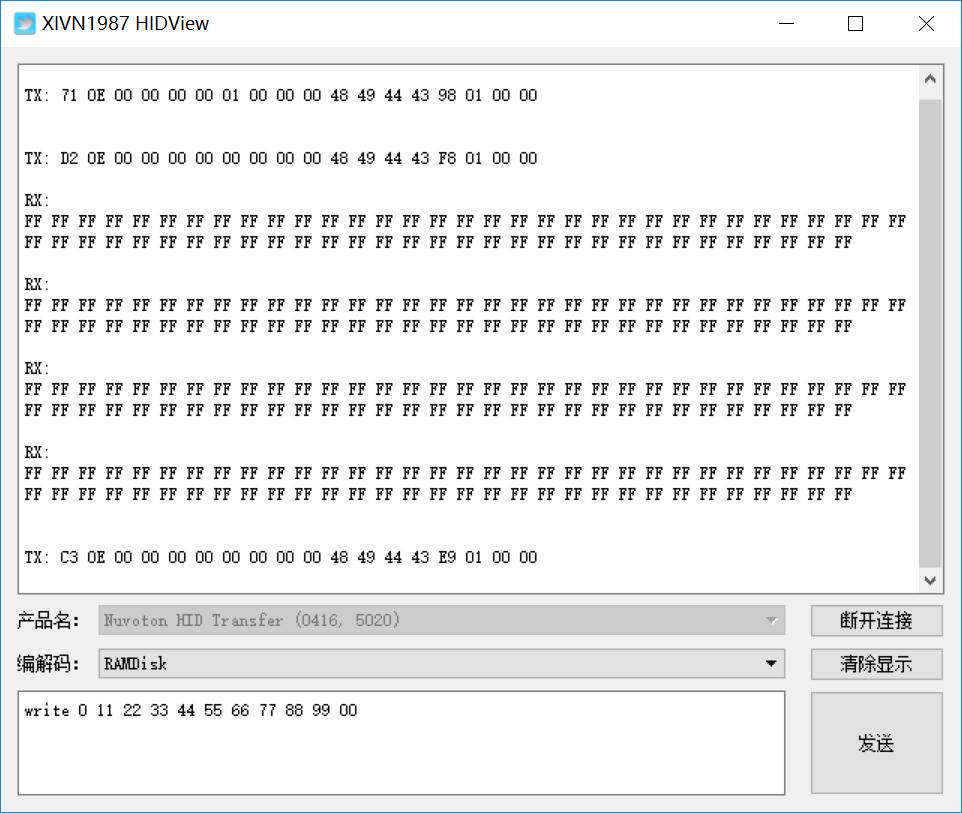 XIVN1987 HIDView
TX: 71 0E 00 00 00 00 01 00 00 00 48 49 44 43 98 01 00 00
TX: D2 0E 00 00 00 00 00 00 00 00 48 49 44 43 F8 01 00 00
RX:
FF FF FF FF FF FF FF FF FF FF FF FF FF FF FF FF FF FF FF FF FF FF FF FF FF FF FF FF FF FF FF FF FF
FF FF FF FF FF FF FF FF FF FF FF FF FF FF FF FF FF FF FF FF FF FF FF FF FF FF FF FF FF FF FF
RX:
FF FF FF FF FF FF FF FF FF FF FF FF FF FF FF FF FF FF FF FF FF FF FF FF FF FF FF FF FF FF FF FF FF
FF FF FF FF FF FF FF FF FF FF FF FF FF FF FF FF FF FF FF FF FF FF FF FF FF FF FF FF FF FF FF
RX:
FF FF FF FF FF FF FF FF FF FF FF FF FF FF FF FF FF FF FF FF FF FF FF FF FF FF FF FF FF FF FF FF FF
FF FF FF FF FF FF FF FF FF FF FF FF FF FF FF FF FF FF FF FF FF FF FF FF FF FF FF FF FF FF FF
RX:
FF FF FF FF FF FF FF FF FF FF FF FF FF FF FF FF FF FF FF FF FF FF FF FF FF FF FF FF FF FF FF FF FF
FF FF FF FF FF FF FF FF FF FF FF FF FF FF FF FF FF FF FF FF FF FF FF FF FF FF FF FF FF FF FF
TX: C3 0E 00 00 00 00 00 00 00 00 48 49 44 43 E9 01 00 00
产品名： Nuvoton HID Transfer (0416, 5020) 断开连接
编解码： RAMDisk 清除显示
write 0 11 22 33 44 55 66 77 88 99 00
发送